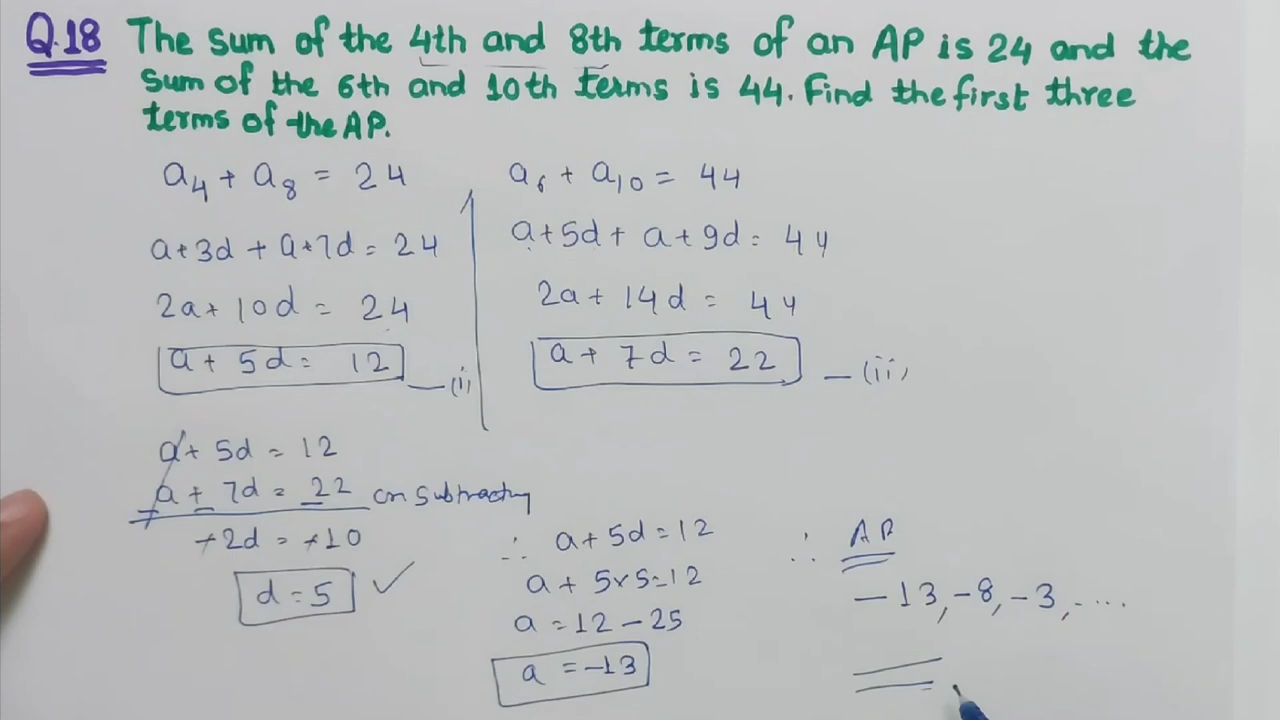 Q.18 The sum of the 4th and 8th terms of an AP is 24 and the
sum of the 6th and 10th terms is 44. Find the first three
terms of the AP.
a4 + a8 = 24
a+3d + a+7d = 24
2a+ 10d = 24
a+ 5d = 12 —(i)
a6 + a10 = 44
a+5d + a+9d = 44
2a+ 14d = 44
a+ 7d = 22 —(ii)
a+ 5d = 12
a + 7d = 22 on subtracting
+2d = +10
d = 5 ✓
∴ a+5d = 12
a + 5×5=12
a = 12 – 25
a = -13
∴ AP
-13, -8, -3, ....